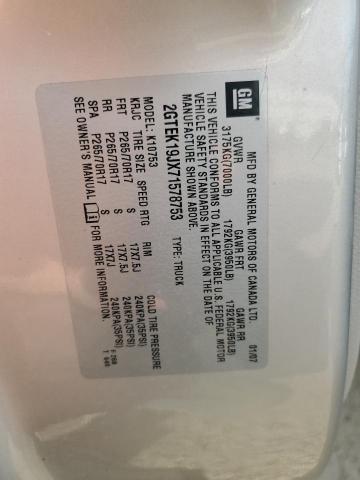 GM
MFD BY GENERAL MOTORS OF CANADA LTD 01/07
GVWR GAWR FRT GAWR RR
3175KG(7000LB) 1792KG(3950LB) 1792KG(3950LB)
THIS VEHICLE CONFORMS TO ALL APPLICABLE U.S. FEDERAL MOTOR
VEHICLE SAFETY STANDARDS IN EFFECT ON THE DATE OF
MANUFACTURE SHOWN ABOVE.
2GTEK19JX71578753 TYPE: TRUCK
MODEL: K10753
KRJC TIRE SIZE SPEED RTG RIM COLD TIRE PRESSURE
FRT P265/70R17 S 17X7.5J 240KPA(35PSI)
RR P265/70R17 S 17X7.5J 240KPA(35PSI)
SPA P265/70R17 S 17X7J 240KPA(35PSI)
SEE OWNER'S MANUAL FOR MORE INFORMATION.